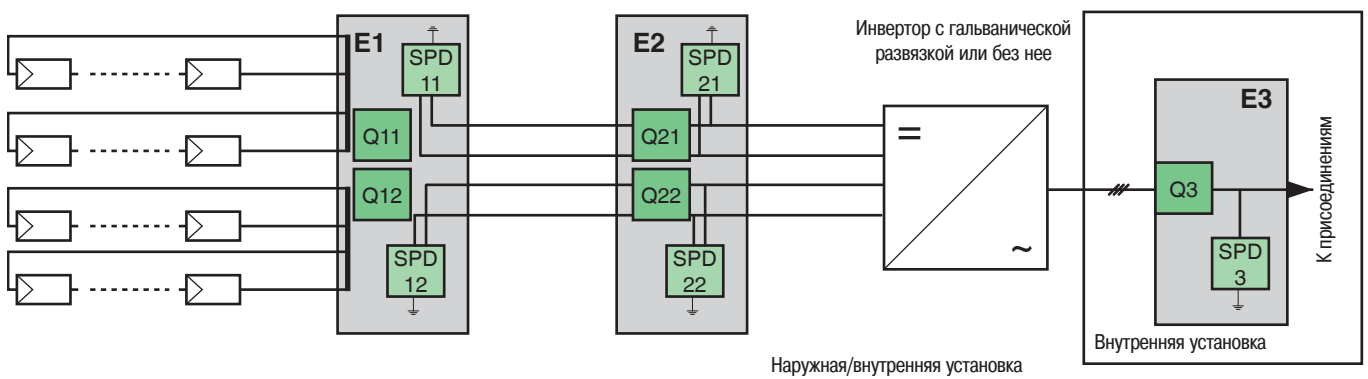 E1
SPD
11
Q11
Q12
SPD
12
E2
SPD
21
Q21
Q22
SPD
22
Инвертор с гальванической
развязкой или без нее
=
~
E3
Q3
SPD
3
К присоединениям
Внутренняя установка
Наружная/внутренняя установка